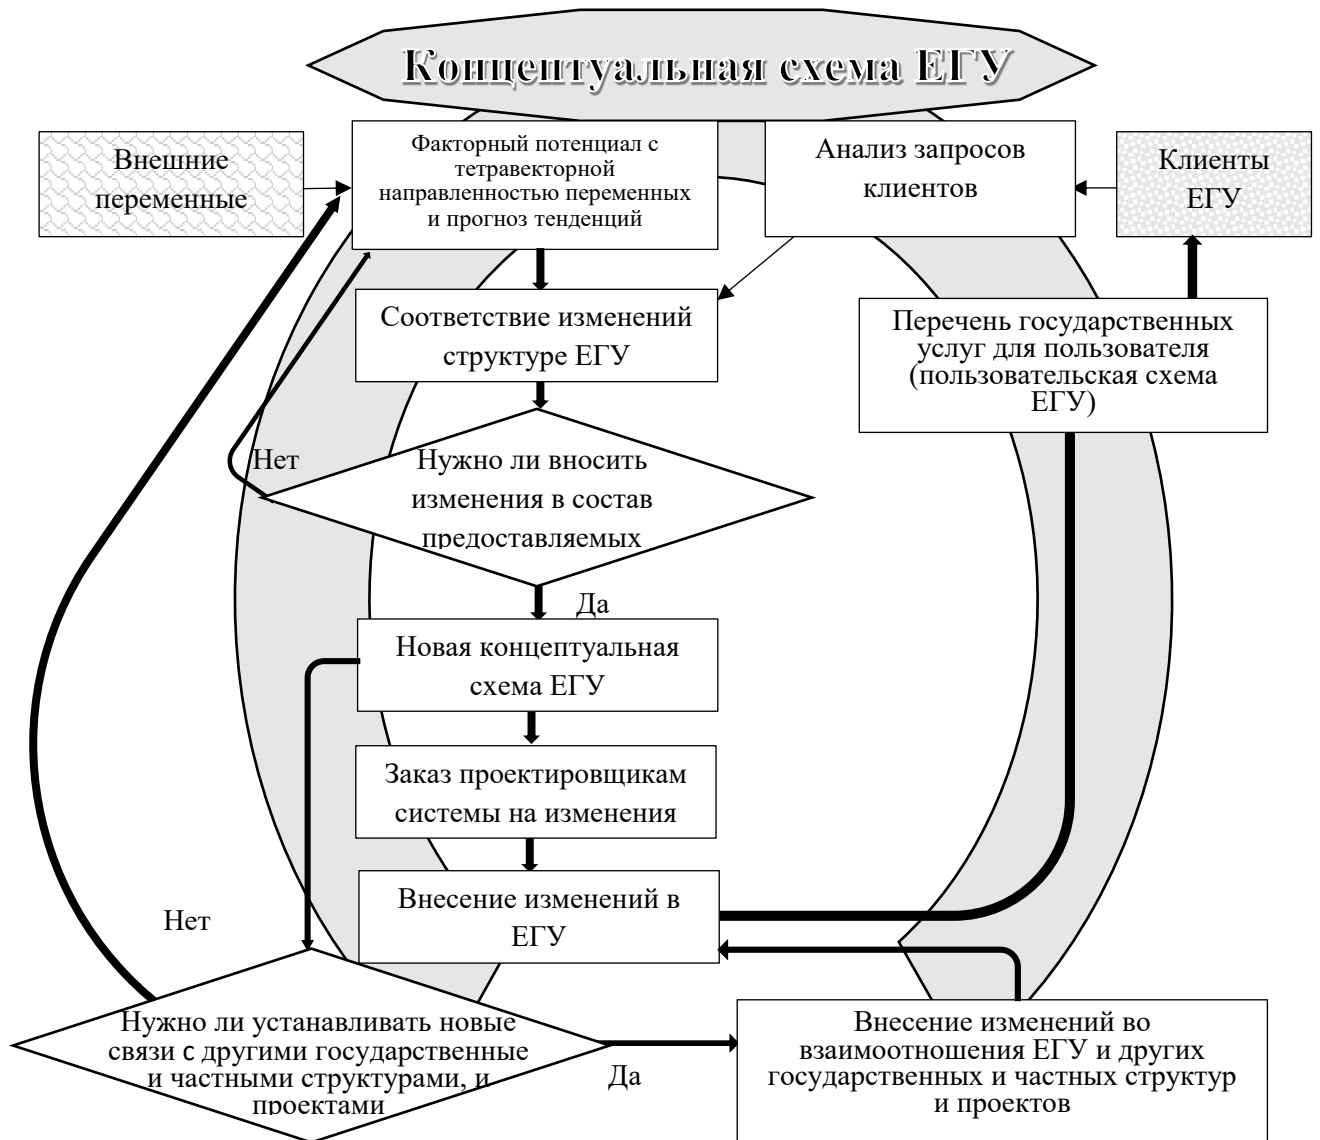 Концептуальная схема ЕГУ
Внешние
переменные
Факторный потенциал с
тетравекторной
направленностью переменных
и прогноз тенденций
Анализ запросов
клиентов
Клиенты
ЕГУ
Соответствие изменений
структуре ЕГУ
Перечень государственных
услуг для пользователя
(пользовательская схема
ЕГУ)
Нет
Нужно ли вносить
изменения в состав
предоставляемых
Да
Новая концептуальная
схема ЕГУ
Заказ проектировщикам
системы на изменения
Внесение изменений в
ЕГУ
Нет
Нужно ли устанавливать новые
связи с другими государственные
и частными структурами, и
проектами
Да
Внесение изменений во
взаимоотношения ЕГУ и других
государственных и частных структур
и проектов